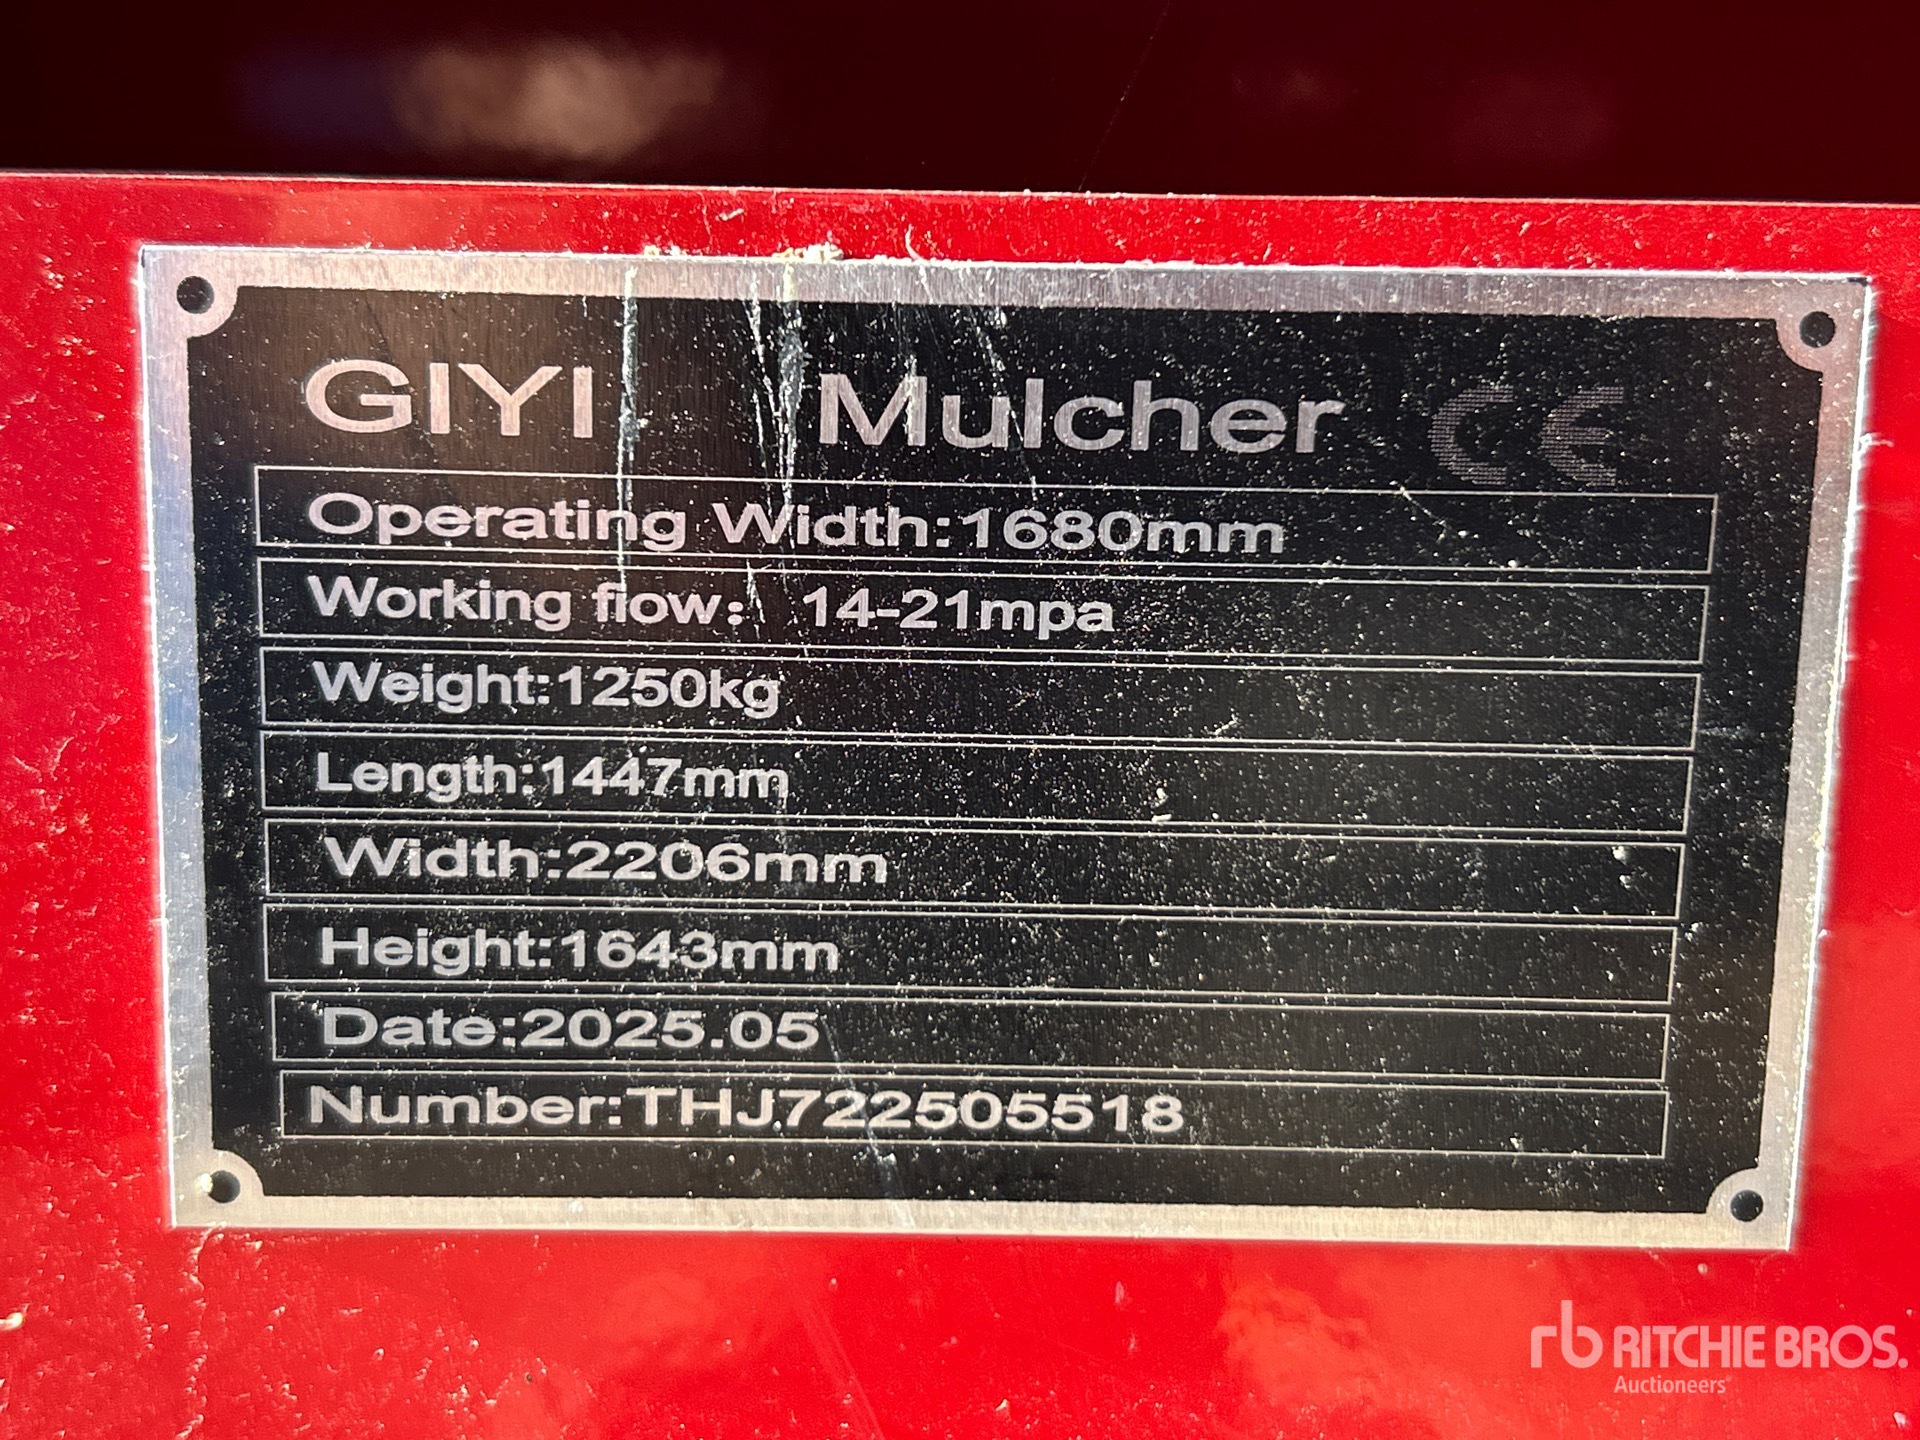 GIYI Mulcher CE
Operating Width:1680mm
Working flow： 14-21mpa
Weight:1250kg
Length:1447mm
Width:2206mm
Height:1643mm
Date:2025.05
Number:THJ722505518
rb RITCHIE BROS.
Auctioneers